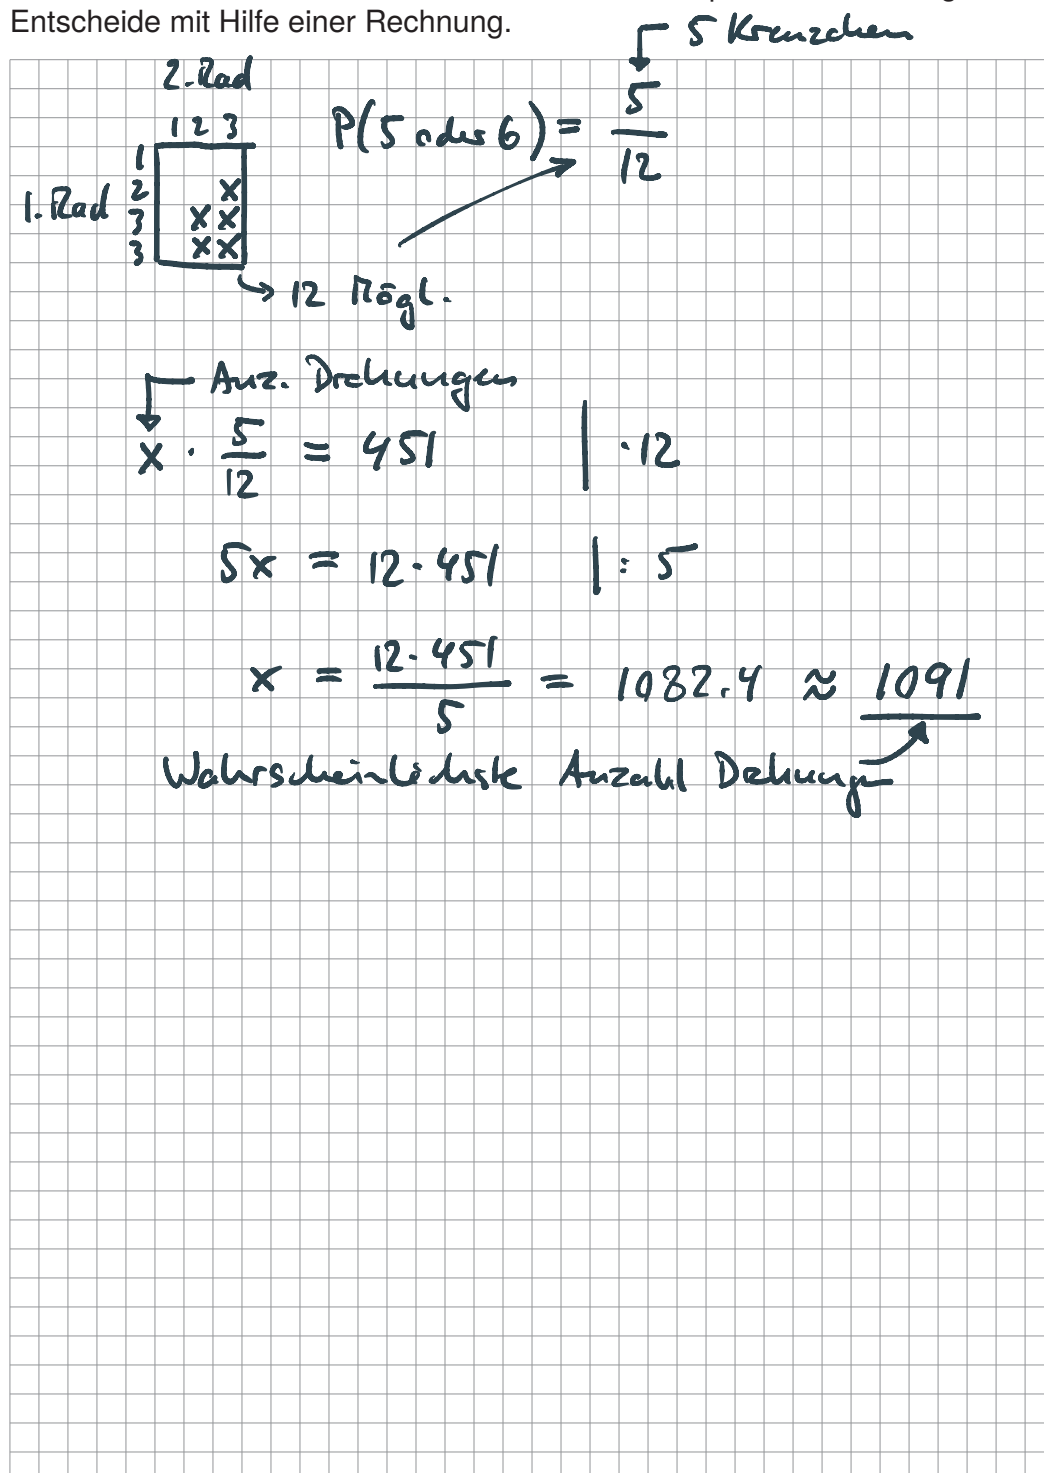 Entscheide mit Hilfe einer Rechnung.
5 Kreuzchen
2. Rad
1 2 3
P(5 oder 6) = 5/12
1
2 x
1. Rad
3 x x
3 x x
12 Mögl.
Anz. Drehungen
x · 5/12 = 451 | · 12
5x = 12 · 451 | : 5
x = 12 · 451 / 5 = 1082.4 ≈ 1091
Wahrscheinlichste Anzahl Drehung